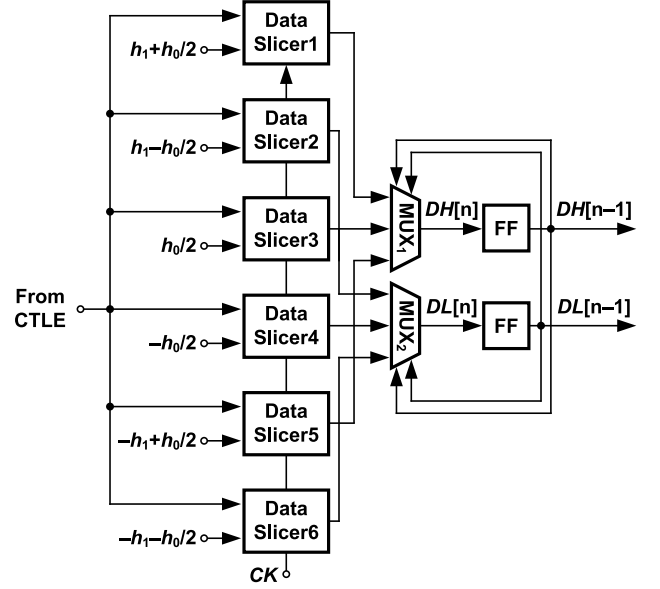 Data
Slicer1
h₁+h₀/2
Data
Slicer2
h₁−h₀/2
Data
Slicer3
h₀/2
From
CTLE
Data
Slicer4
−h₀/2
Data
Slicer5
−h₁+h₀/2
Data
Slicer6
−h₁−h₀/2
CK
MUX₁
DH[n]
FF
DH[n−1]
MUX₂
DL[n]
FF
DL[n−1]